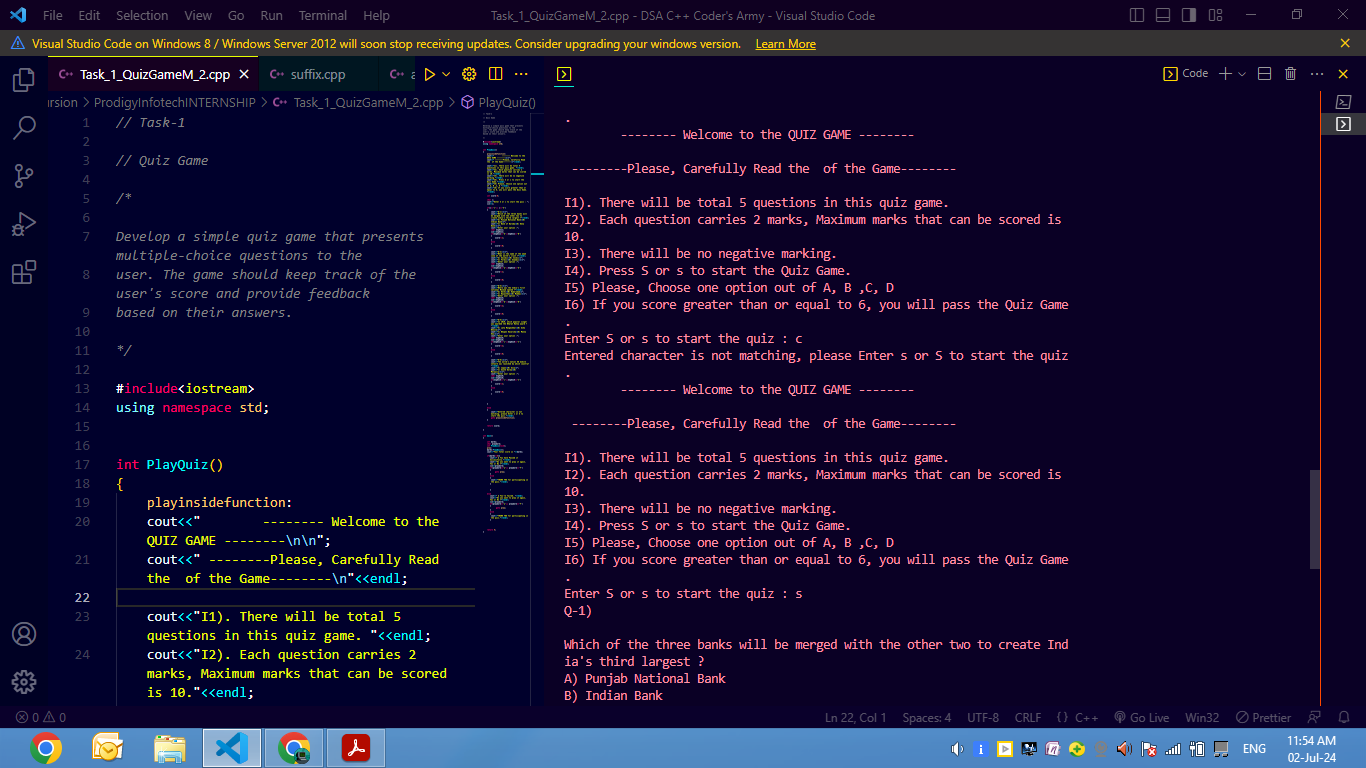 File Edit Selection View Go Run Terminal Help Task_1_QuizGameM_2.cpp - DSA C++ Coder's Army - Visual Studio Code
Visual Studio Code on Windows 8 / Windows Server 2012 will soon stop receiving updates. Consider upgrading your windows version. Learn More
Task_1_QuizGameM_2.cpp suffix.cpp a
ursion > ProdigyInfotechINTERNSHIP > Task_1_QuizGameM_2.cpp > PlayQuiz()
1 // Task-1
2
3 // Quiz Game
4
5 /*
6
7 Develop a simple quiz game that presents
multiple-choice questions to the
8 user. The game should keep track of the
user's score and provide feedback
9 based on their answers.
10
11 */
12
13 #include<iostream>
14 using namespace std;
15
16
17 int PlayQuiz()
18 {
19 playinsidefunction:
20 cout<<" -------- Welcome to the
QUIZ GAME --------\n\n";
21 cout<<" --------Please, Carefully Read
the  of the Game--------\n"<<endl;
22
23 cout<<"I1). There will be total 5
questions in this quiz game. "<<endl;
24 cout<<"I2). Each question carries 2
marks, Maximum marks that can be scored
is 10."<<endl;
Code
.
-------- Welcome to the QUIZ GAME --------
--------Please, Carefully Read the  of the Game--------
I1). There will be total 5 questions in this quiz game.
I2). Each question carries 2 marks, Maximum marks that can be scored is
10.
I3). There will be no negative marking.
I4). Press S or s to start the Quiz Game.
I5) Please, Choose one option out of A, B ,C, D
I6) If you score greater than or equal to 6, you will pass the Quiz Game
.
Enter S or s to start the quiz : c
Entered character is not matching, please Enter s or S to start the quiz
.
-------- Welcome to the QUIZ GAME --------
--------Please, Carefully Read the  of the Game--------
I1). There will be total 5 questions in this quiz game.
I2). Each question carries 2 marks, Maximum marks that can be scored is
10.
I3). There will be no negative marking.
I4). Press S or s to start the Quiz Game.
I5) Please, Choose one option out of A, B ,C, D
I6) If you score greater than or equal to 6, you will pass the Quiz Game
.
Enter S or s to start the quiz : s
Q-1)
Which of the three banks will be merged with the other two to create Ind
ia's third largest ?
A) Punjab National Bank
B) Indian Bank
0 0 Ln 22, Col 1 Spaces: 4 UTF-8 CRLF {} C++ Go Live Win32 Prettier
ENG 11:54 AM
02-Jul-24